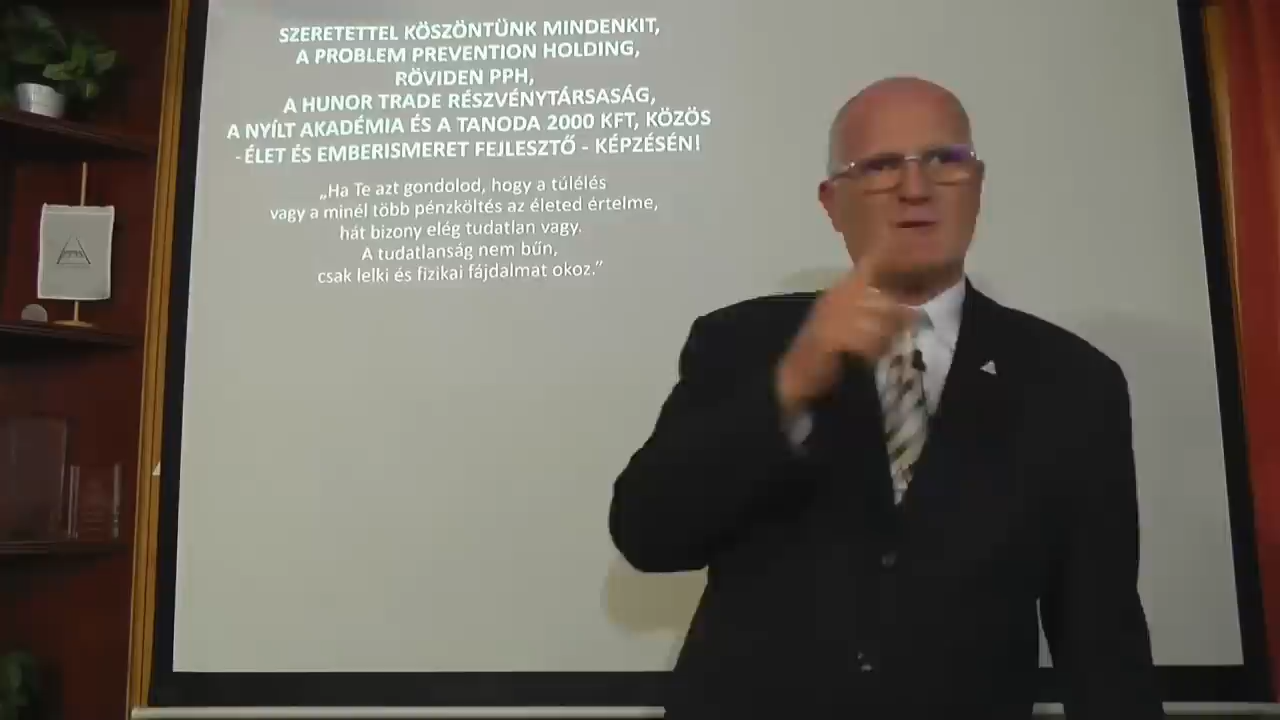 SZERETETTEL KÖSZÖNTÜNK MINDENKIT,
A PROBLEM PREVENTION HOLDING,
RÖVIDEN PPH,
A HUNOR TRADE RÉSZVÉNYTÁRSASÁG,
A NYÍLT AKADÉMIA ÉS A TANODA 2000 KFT, KÖZÖS
- ÉLET ÉS EMBERISMERET FEJLESZTŐ - KÉPZÉSÉN!
„Ha Te azt gondolod, hogy a túlélés
vagy a minél több pénzköltés az életed értelme,
hát bizony elég tudatlan vagy.
A tudatlanság nem bűn,
csak lelki és fizikai fájdalmat okoz.”